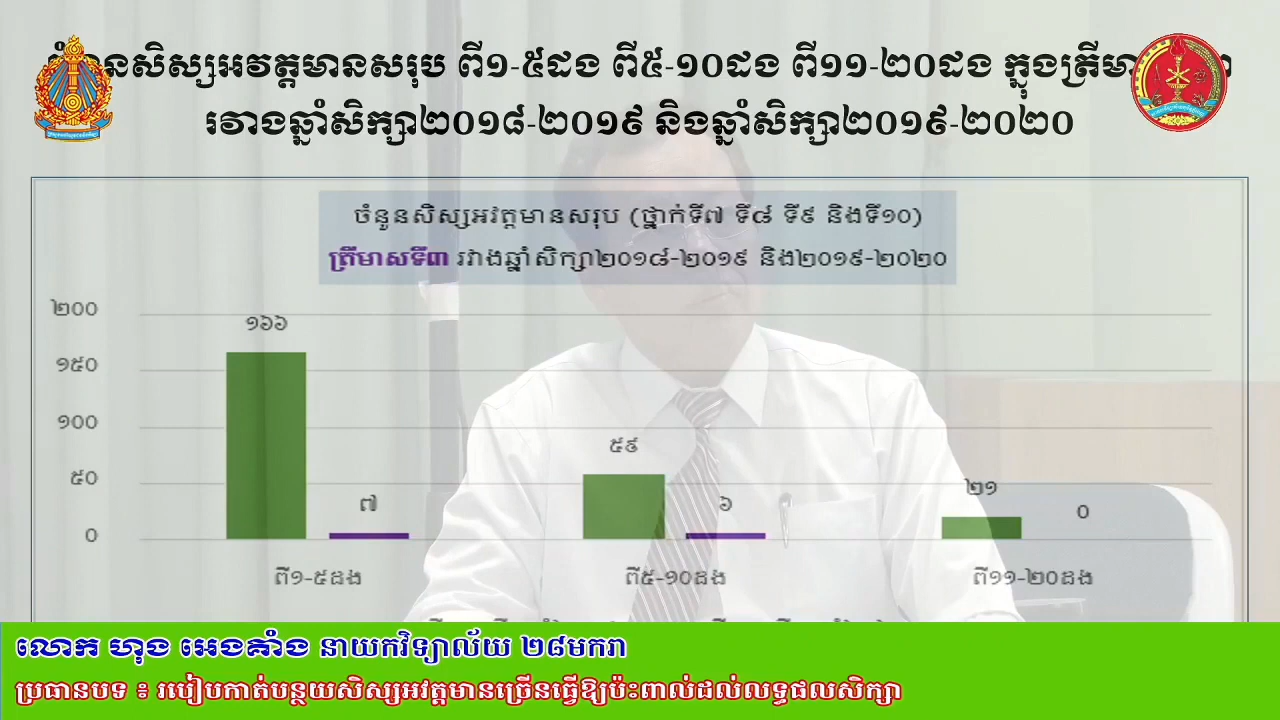 ចំនួនសិស្សអវត្តមានសរុប ពី១-៥ដង ពី៥-១០ដង ពី១១-២០ដង ក្នុងត្រីមាស
រវាងឆ្នាំសិក្សា២០១៨-២០១៩ និងឆ្នាំសិក្សា២០១៩-២០២០
ចំនួនសិស្សអវត្តមានសរុប (ថ្នាក់ទី៧ ទី៨ ទី៩ និងទី១០)
ត្រីមាសទី៣ រវាងឆ្នាំសិក្សា២០១៨-២០១៩ និង២០១៩-២០២០
២០០
១៥០
១០០
៥០
០
១៦៦
៧
៥៩
៦
២១
០
ពី១-៥ដង
ពី៥-១០ដង
ពី១១-២០ដង
លោក ហុង អេងគាំង នាយកវិទ្យាល័យ ២៨មករា
ប្រធានបទ ៖ របៀបកាត់បន្ថយសិស្សអវត្តមានច្រើនធ្វើឱ្យប៉ះពាល់ដល់លទ្ធផលសិក្សា